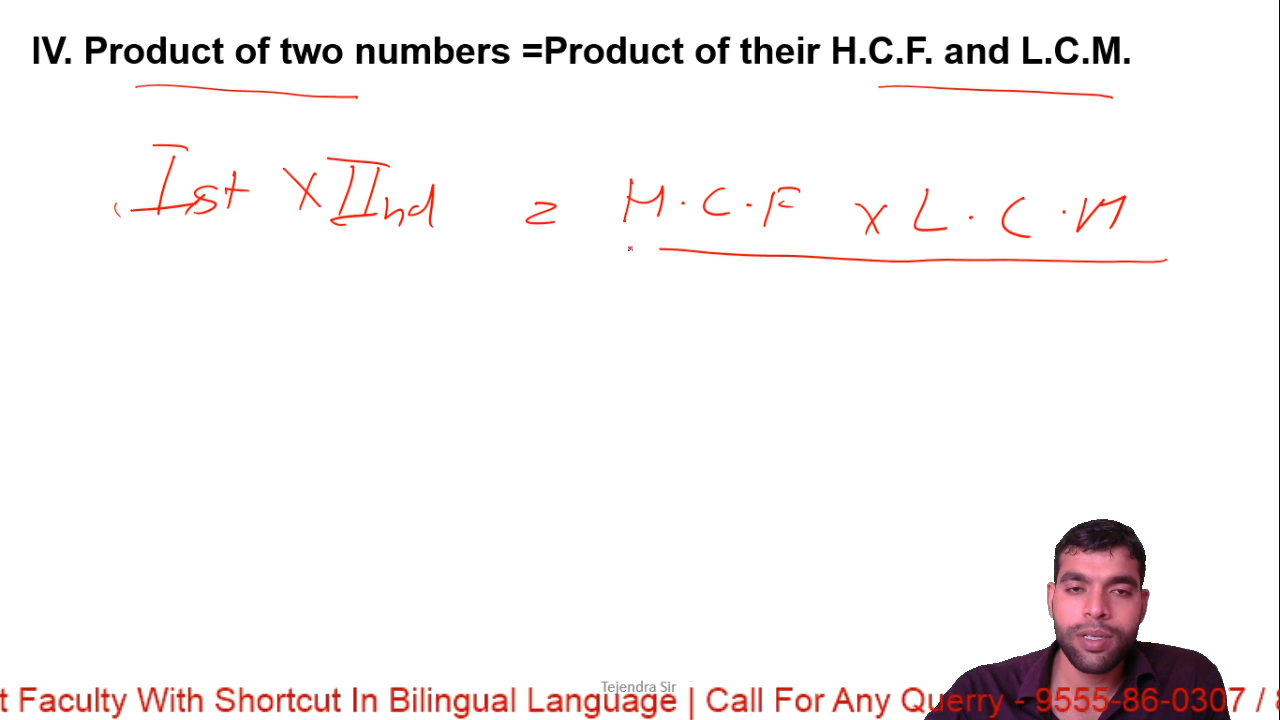 IV. Product of two numbers =Product of their H.C.F. and L.C.M.
Ist X IInd = H.C.F x L.C.M
Tejendra Sir
t Faculty With Shortcut In Bilingual Language | Call For Any Querry - 9555-86-0307 / 8